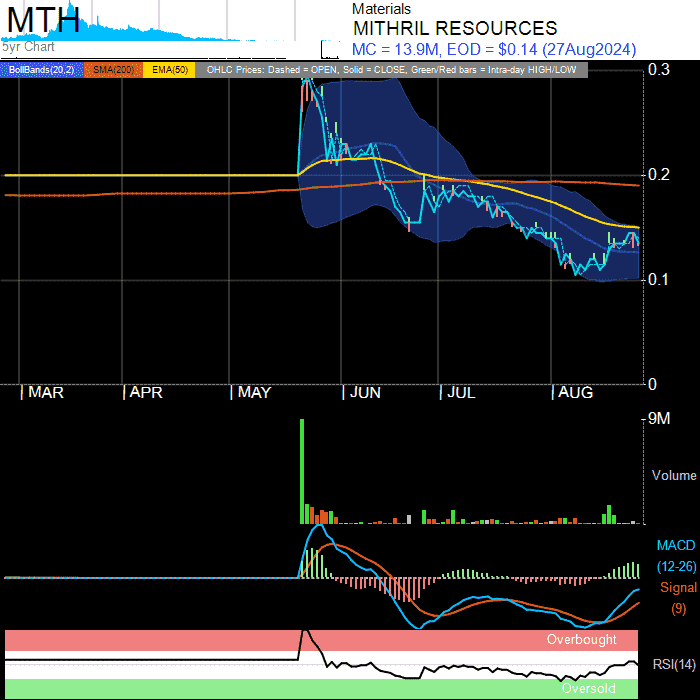 MTH
5yr Chart
Materials
MITHRIL RESOURCES
MC = 13.9M, EOD = $0.14 (27Aug2024)
BollBands(20,2) SMA(200) EMA(50) OHLC Prices: Dashed = OPEN, Solid = CLOSE, Green/Red bars = Intra-day HIGH/LOW
0.3
0.2
0.1
0
MAR APR MAY JUN JUL AUG
9M
Volume
MACD
(12-26)
Signal
(9)
Overbought
RSI(14)
Oversold